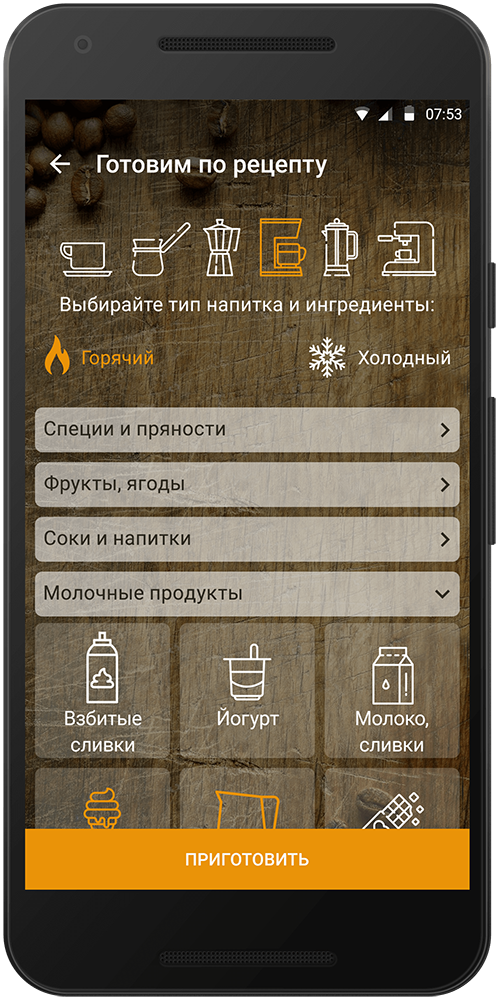 07:53
Готовим по рецепту
Выбирайте тип напитка и ингредиенты:
Горячий
Холодный
Специи и пряности
Фрукты, ягоды
Соки и напитки
Молочные продукты
Взбитые
сливки
Йогурт
Молоко,
сливки
ПРИГОТОВИТЬ